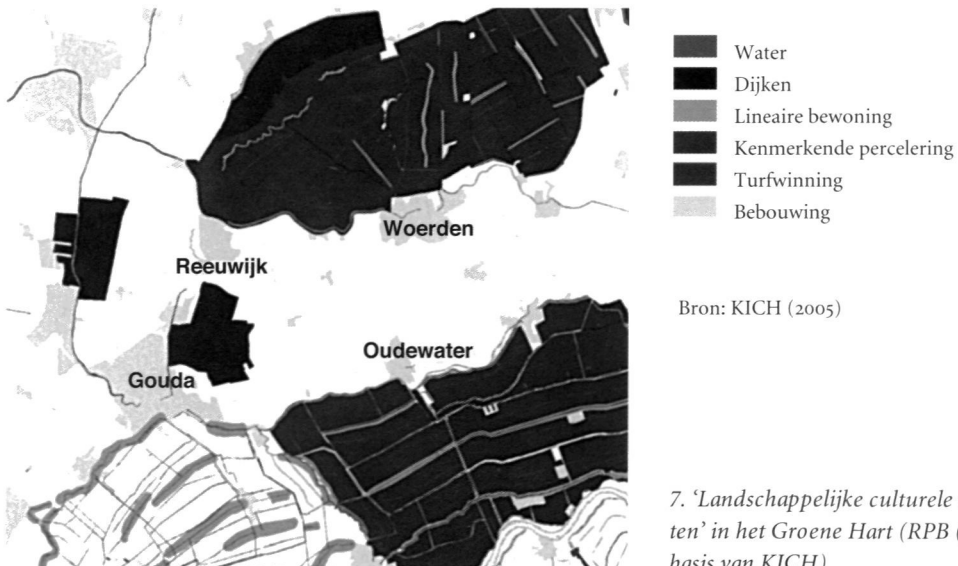 Woerden
Reeuwijk
Oudewater
Gouda
Water
Dijken
Lineaire bewoning
Kenmerkende percelering
Turfwinning
Bebouwing
Bron: KICH (2005)
7. ‘Landschappelijke culturele
ten’ in het Groene Hart (RPB (
basis van KICH)